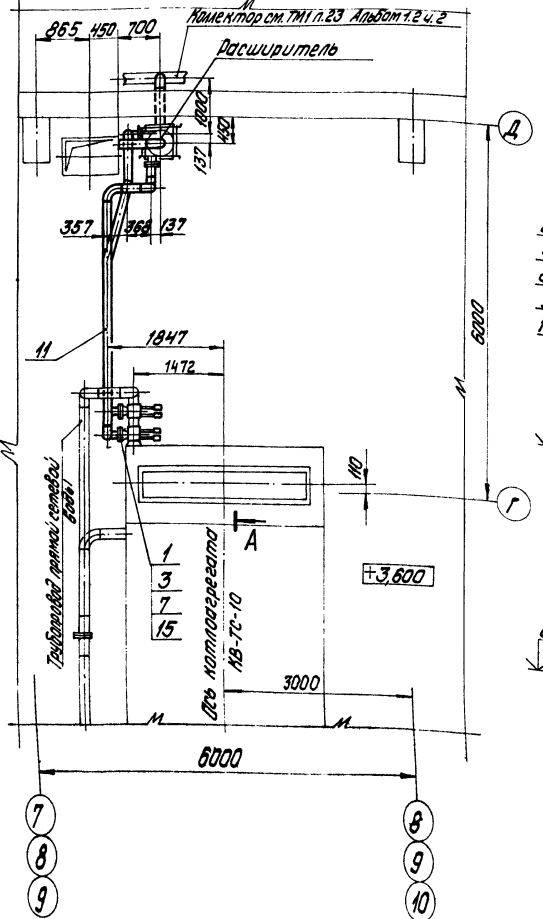 М
Колектор см. ТМ1 л.23 Альбом 1.2 ч.2
865 450 700
Расширитель
1000
450
137
Д
357 368 137
6000
11
1847
1472
М
М
Трубопровод прямой сетевой
воды
110
Г
А
1
3
7
15
Ось котлоагрегата
КВ-ТС-10
+3,600
3000
М
М
6000
7
8
9
8
9
10